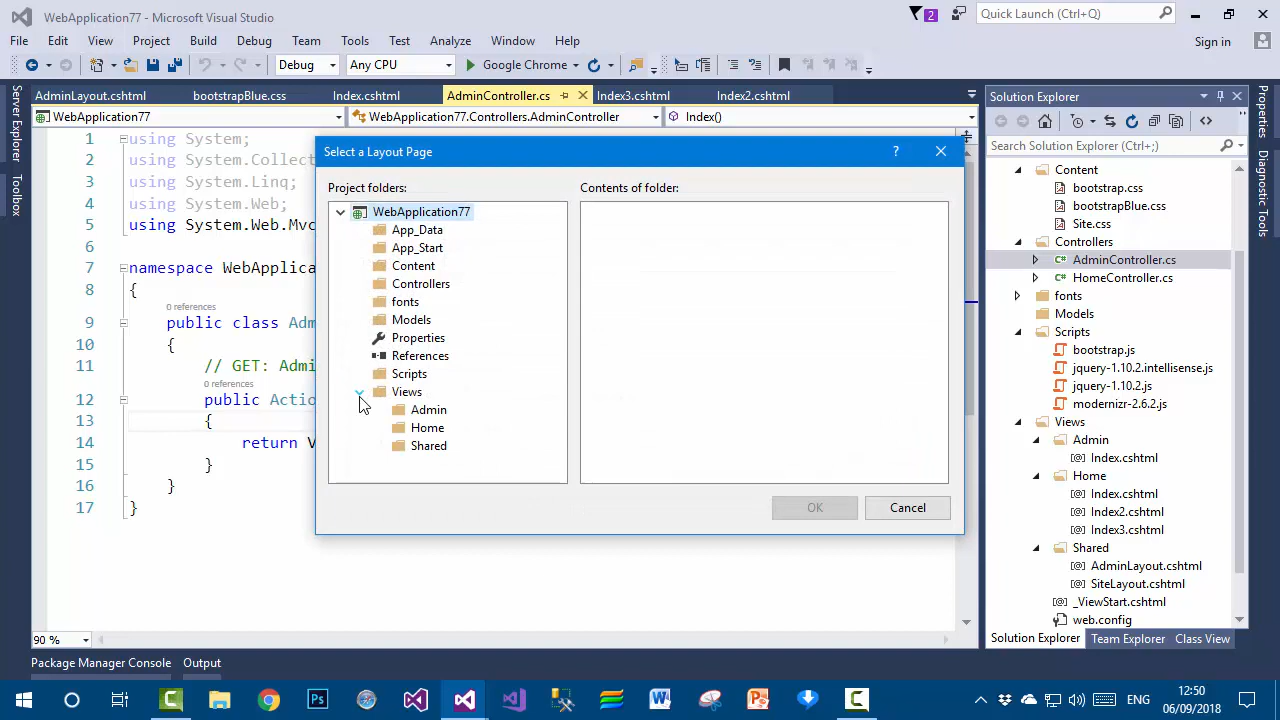 WebApplication77 - Microsoft Visual Studio
2
Quick Launch (Ctrl+Q)
File Edit View Project Build Debug Team Tools Test Analyze Window Help
Sign in
Debug Any CPU Google Chrome
AdminLayout.cshtml bootstrapBlue.css Index.cshtml AdminController.cs Index3.cshtml Index2.cshtml
WebApplication77 WebApplication77.Controllers.AdminController Index()
Server Explorer
Toolbox
1 using System;
2 using System.Collect
3 using System.Linq;
4 using System.Web;
5 using System.Web.Mvc
6
7 namespace WebApplica
8 {
0 references
9 public class Adm
10 {
11 // GET: Admi
0 references
12 public Actio
13 {
14 return V
15 }
16 }
17 }
90 %
Select a Layout Page
?
Project folders:
WebApplication77
App_Data
App_Start
Content
Controllers
fonts
Models
Properties
References
Scripts
Views
Admin
Home
Shared
Contents of folder:
OK Cancel
Solution Explorer
Search Solution Explorer (Ctrl+;)
Content
bootstrap.css
bootstrapBlue.css
Site.css
Controllers
C# AdminController.cs
C# HomeController.cs
fonts
Models
Scripts
bootstrap.js
jquery-1.10.2.intellisense.js
jquery-1.10.2.js
modernizr-2.6.2.js
Views
Admin
[@] Index.cshtml
Home
[@] Index.cshtml
[@] Index2.cshtml
[@] Index3.cshtml
Shared
[@] AdminLayout.cshtml
[@] SiteLayout.cshtml
[@] _ViewStart.cshtml
web.config
Solution Explorer Team Explorer Class View
Properties
Diagnostic Tools
Package Manager Console Output
ENG
12:50
06/09/2018